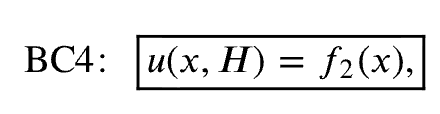 BC4: u(x, H) = f₂(x),